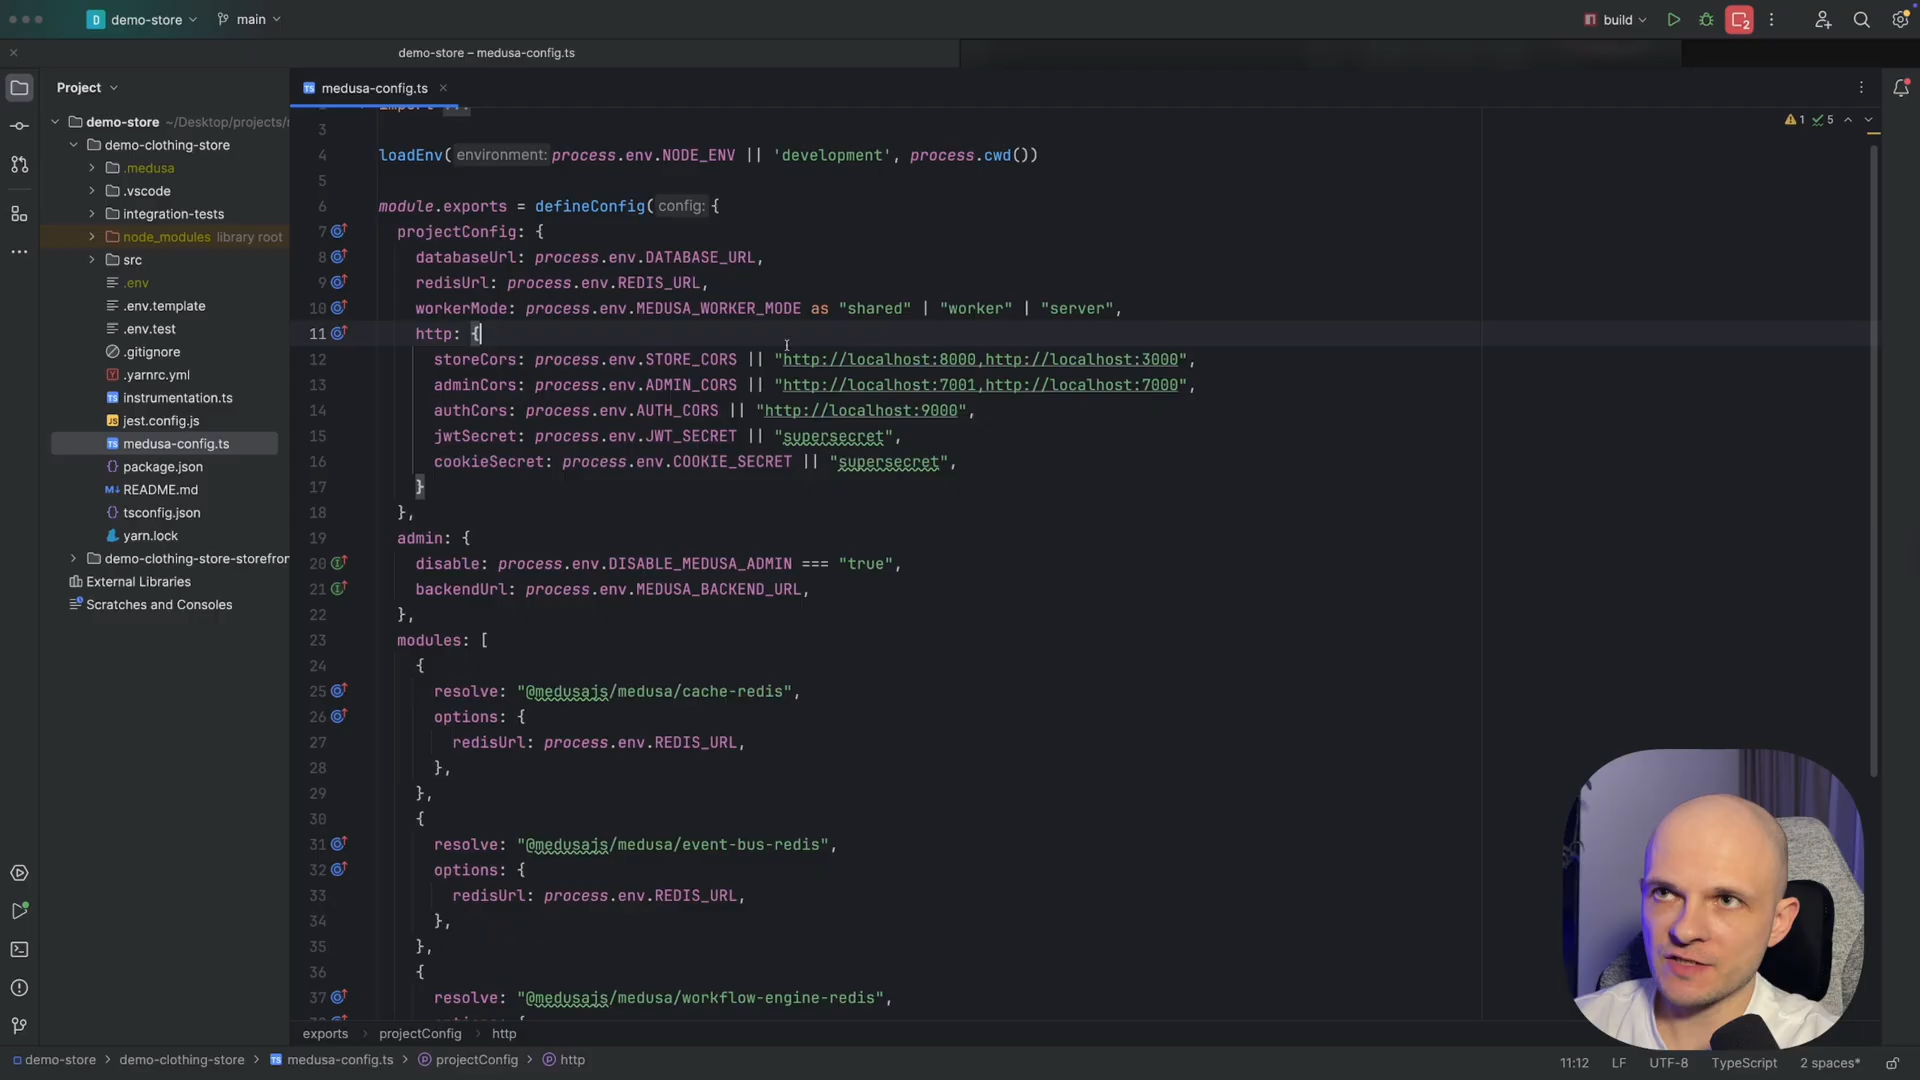 D demo-store
main
build
demo-store – medusa-config.ts
Project
medusa-config.ts
demo-store ~/Desktop/projects/
demo-clothing-store
.medusa
.vscode
integration-tests
node_modules library root
src
.env
.env.template
.env.test
.gitignore
.yarnrc.yml
instrumentation.ts
jest.config.js
medusa-config.ts
package.json
README.md
tsconfig.json
yarn.lock
demo-clothing-store-storefron
External Libraries
Scratches and Consoles
1 5
3
4 loadEnv( environment: process.env.NODE_ENV || 'development', process.cwd())
5
6 module.exports = defineConfig( config: {
7 projectConfig: {
8 databaseUrl: process.env.DATABASE_URL,
9 redisUrl: process.env.REDIS_URL,
10 workerMode: process.env.MEDUSA_WORKER_MODE as "shared" | "worker" | "server",
11 http: {
12 storeCors: process.env.STORE_CORS || "http://localhost:8000,http://localhost:3000",
13 adminCors: process.env.ADMIN_CORS || "http://localhost:7001,http://localhost:7000",
14 authCors: process.env.AUTH_CORS || "http://localhost:9000",
15 jwtSecret: process.env.JWT_SECRET || "supersecret",
16 cookieSecret: process.env.COOKIE_SECRET || "supersecret",
17 }
18 },
19 admin: {
20 disable: process.env.DISABLE_MEDUSA_ADMIN === "true",
21 backendUrl: process.env.MEDUSA_BACKEND_URL,
22 },
23 modules: [
24 {
25 resolve: "@medusajs/medusa/cache-redis",
26 options: {
27 redisUrl: process.env.REDIS_URL,
28 },
29 },
30 {
31 resolve: "@medusajs/medusa/event-bus-redis",
32 options: {
33 redisUrl: process.env.REDIS_URL,
34 },
35 },
36 {
37 resolve: "@medusajs/medusa/workflow-engine-redis",
exports > projectConfig > http
demo-store > demo-clothing-store > medusa-config.ts > projectConfig > http
11:12 LF UTF-8 TypeScript 2 spaces*